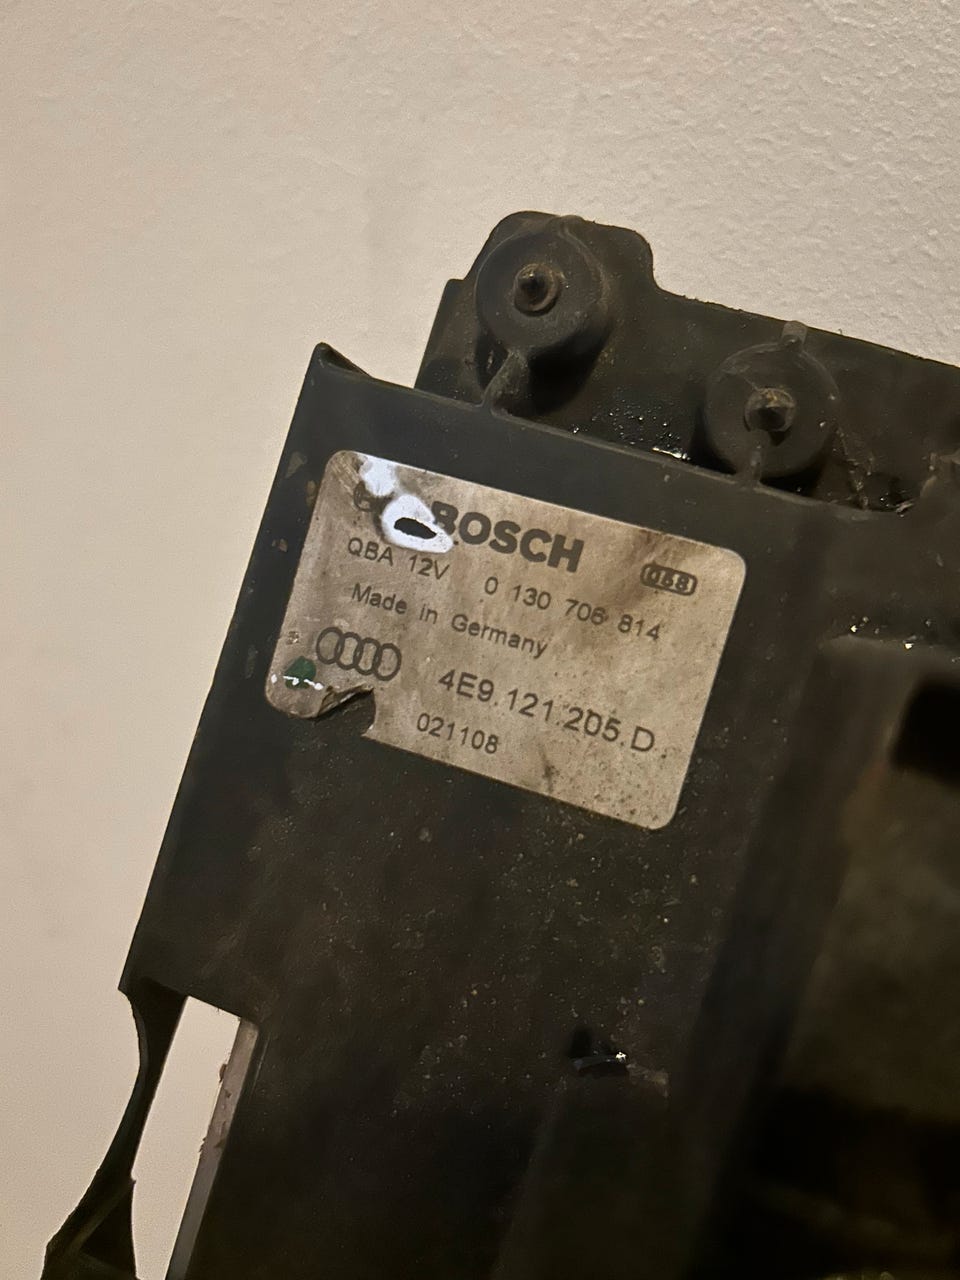 BOSCH
QBA 12V 0 130 706 814
Made in Germany
4E9.121.205.D
021108